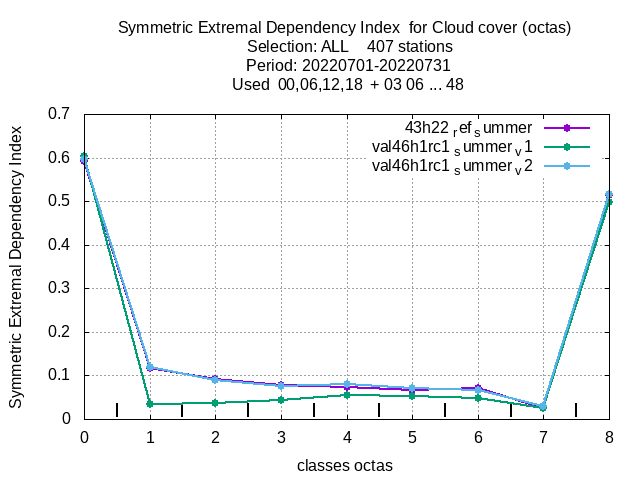 Symmetric Extremal Dependency Index for Cloud cover (octas)
Selection: ALL 407 stations
Period: 20220701-20220731
Used 00,06,12,18 + 03 06 ... 48
Symmetric Extremal Dependency Index
0.7
0.6
0.5
0.4
0.3
0.2
0.1
0
43h22 ref summer
val46h1rc1 summer v1
val46h1rc1 summer v2
0 1 2 3 4 5 6 7 8
classes octas